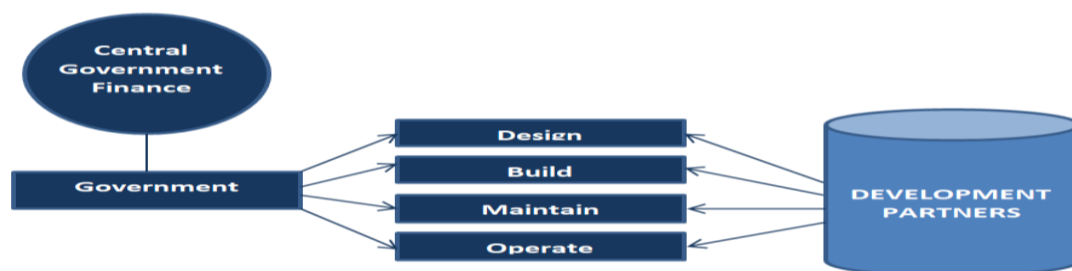 Central
Government
Finance
Government
Design
Build
Maintain
Operate
DEVELOPMENT
PARTNERS